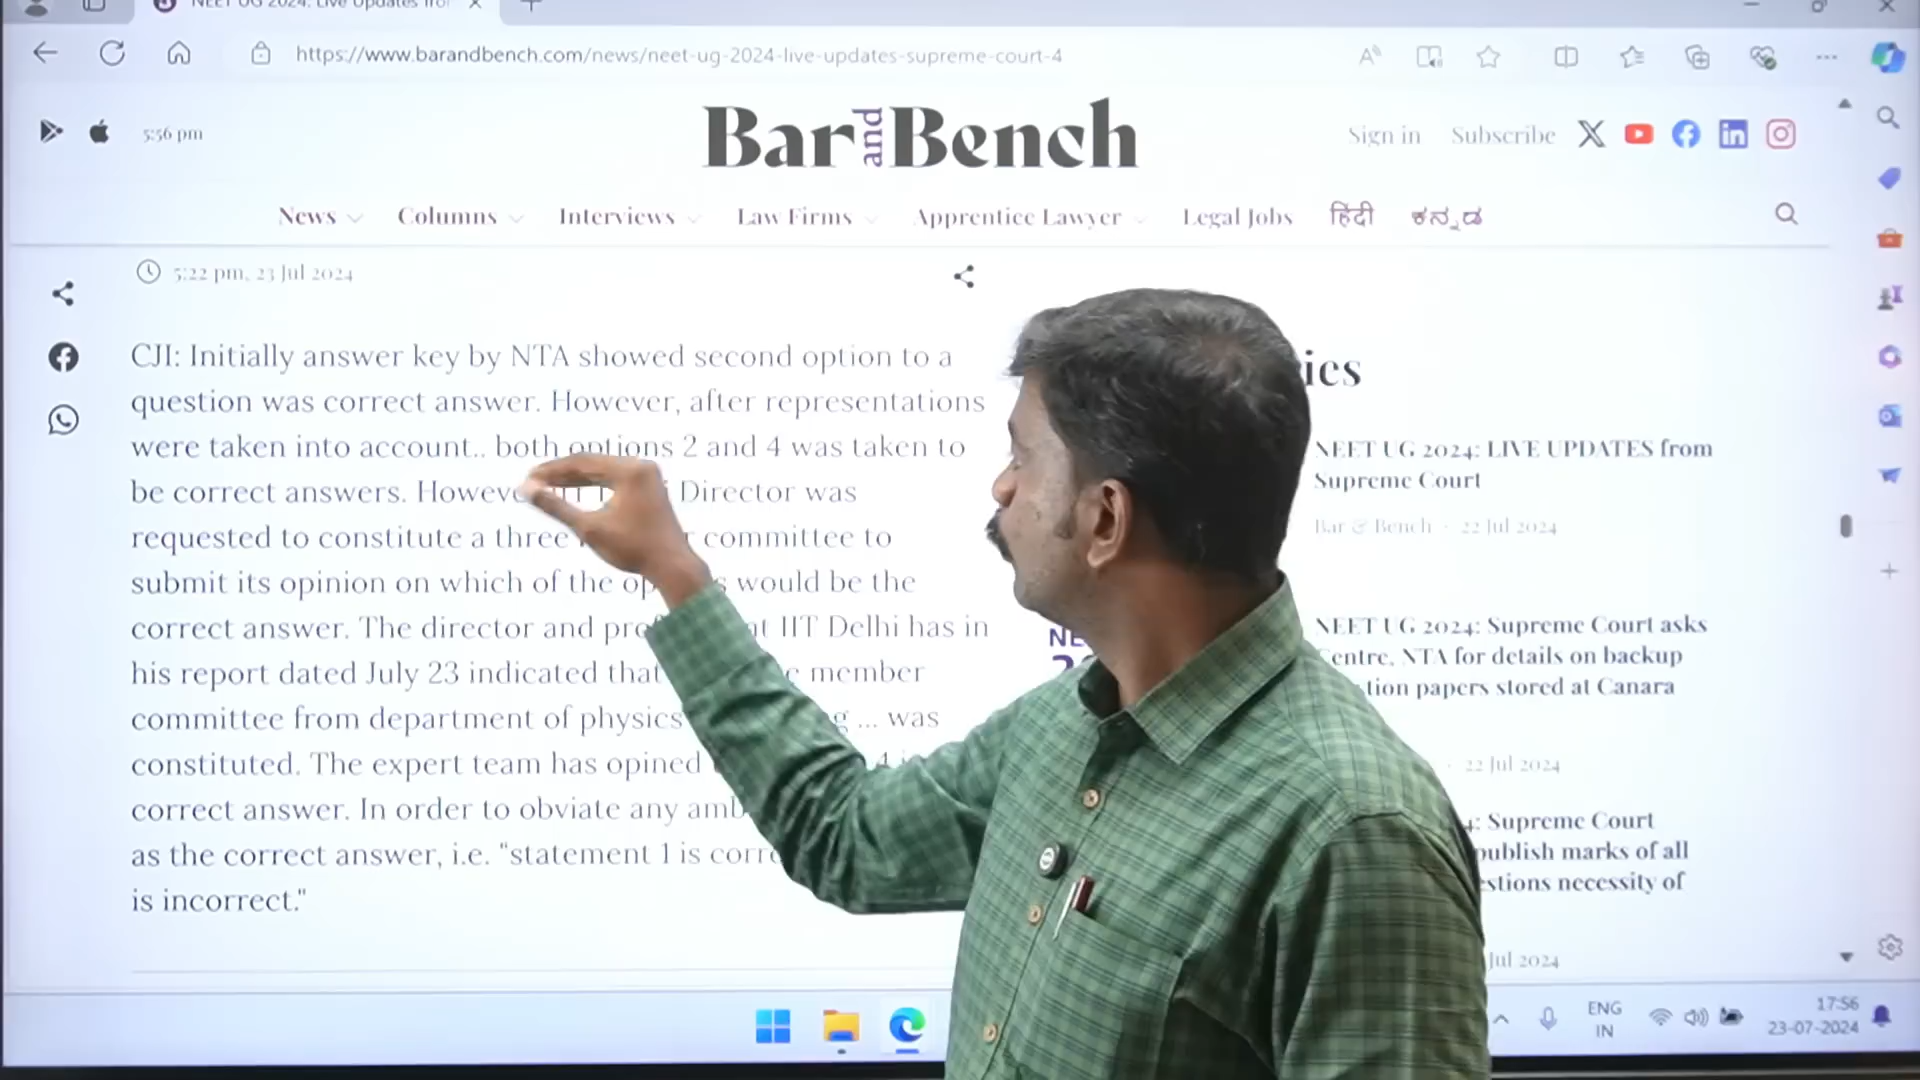 NEET UG 2024: Live Updates
https://www.barandbench.com/news/neet-ug-2024-live-updates-supreme-court-4
5:56 pm
Bar and Bench
Sign in Subscribe
News Columns Interviews Law Firms Apprentice Lawyer Legal Jobs हिंदी ಕನ್ನಡ
5:22 pm, 23 Jul 2024
CJI: Initially answer key by NTA showed second option to a
question was correct answer. However, after representations
were taken into account.. both options 2 and 4 was taken to
be correct answers. Director was
requested to constitute a three committee to
submit its opinion on which of the would be the
correct answer. The director and at IIT Delhi has in
his report dated July 23 indicated that member
committee from department of physics ... was
constituted. The expert team has opined 4
correct answer. In order to obviate any
as the correct answer, i.e. "statement 1 is
is incorrect."
NEET UG 2024: LIVE UPDATES from
Supreme Court
Bar & Bench · 22 Jul 2024
NEET UG 2024: Supreme Court asks
NTA for details on backup
papers stored at Canara
22 Jul 2024
Supreme Court
publish marks of all
necessity of
Jul 2024
ENG
IN
17:56
23-07-2024